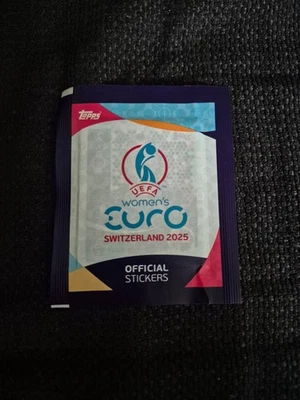 TOPPS
UEFA
WOMEN'S
EURO
SWITZERLAND 2025
OFFICIAL
STICKERS